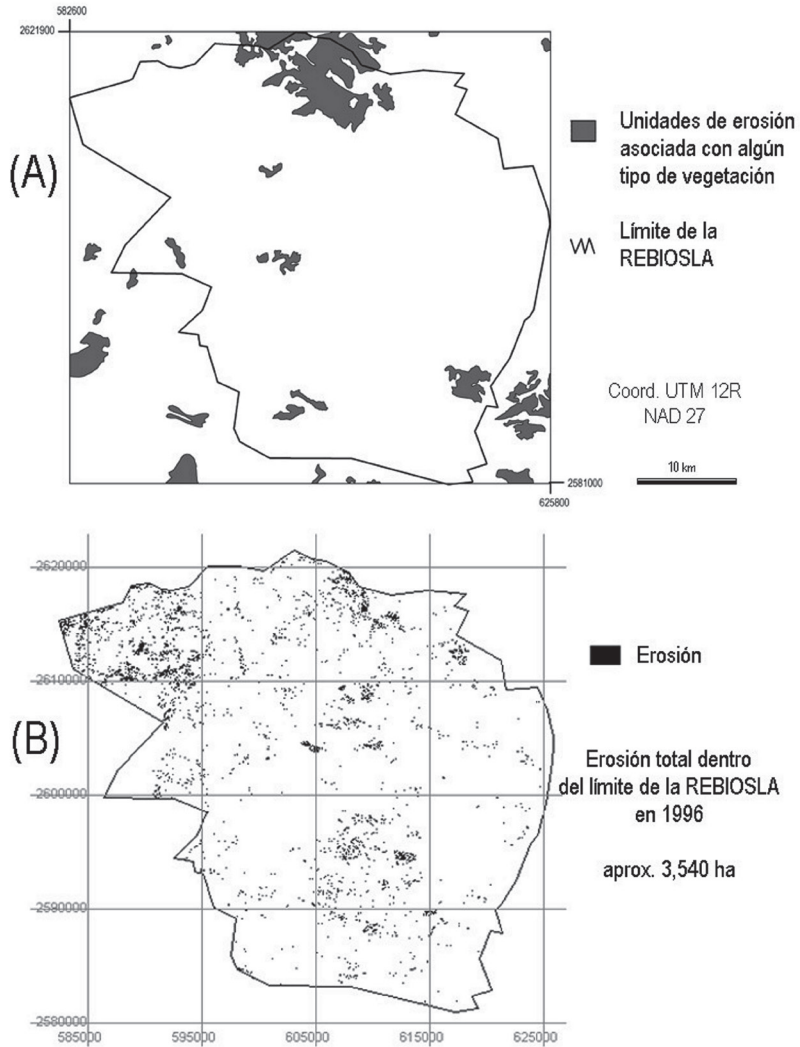 582600
2621900
(A)
Unidades de erosión
asociada con algún
tipo de vegetación
Límite de la
REBIOSLA
Coord. UTM 12R
NAD 27
10 km
2581000
625800
2620000
Erosión
2610000
(B)
Erosión total dentro
del límite de la REBIOSLA
en 1996
2600000
aprox. 3,540 ha
2590000
2580000
585000 595000 605000 615000 625000